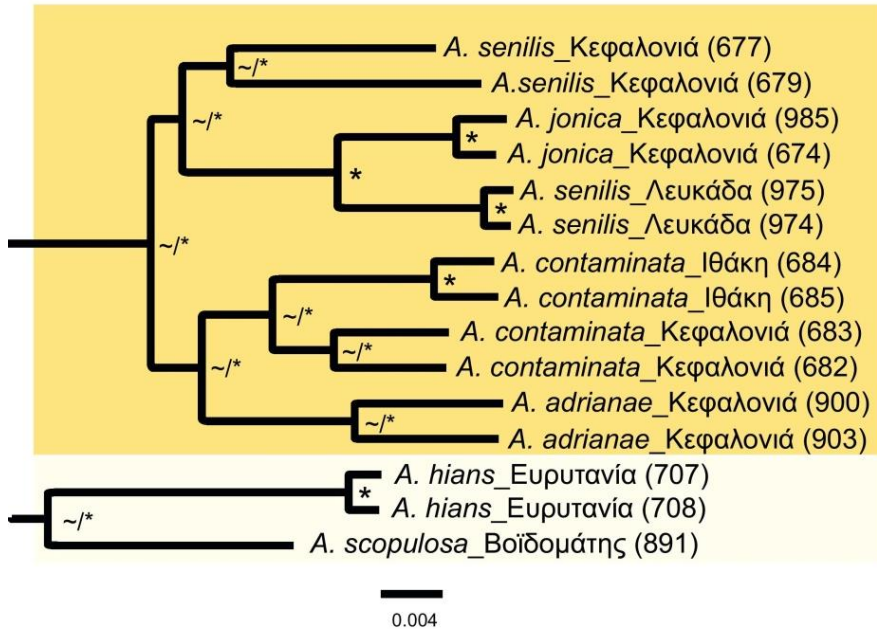 A. senilis_Κεφαλονιά (677)
~/*
A.senilis_Κεφαλονιά (679)
~/*
A. jonica_Κεφαλονιά (985)
*
A. jonica_Κεφαλονιά (674)
*
A. senilis_Λευκάδα (975)
*
A. senilis_Λευκάδα (974)
~/*
A. contaminata_Ιθάκη (684)
*
A. contaminata_Ιθάκη (685)
~/*
A. contaminata_Κεφαλονιά (683)
~/*
A. contaminata_Κεφαλονιά (682)
~/*
A. adrianae_Κεφαλονιά (900)
~/*
A. adrianae_Κεφαλονιά (903)
A. hians_Ευρυτανία (707)
*
A. hians_Ευρυτανία (708)
~/*
A. scopulosa_Βοϊδομάτης (891)
0.004